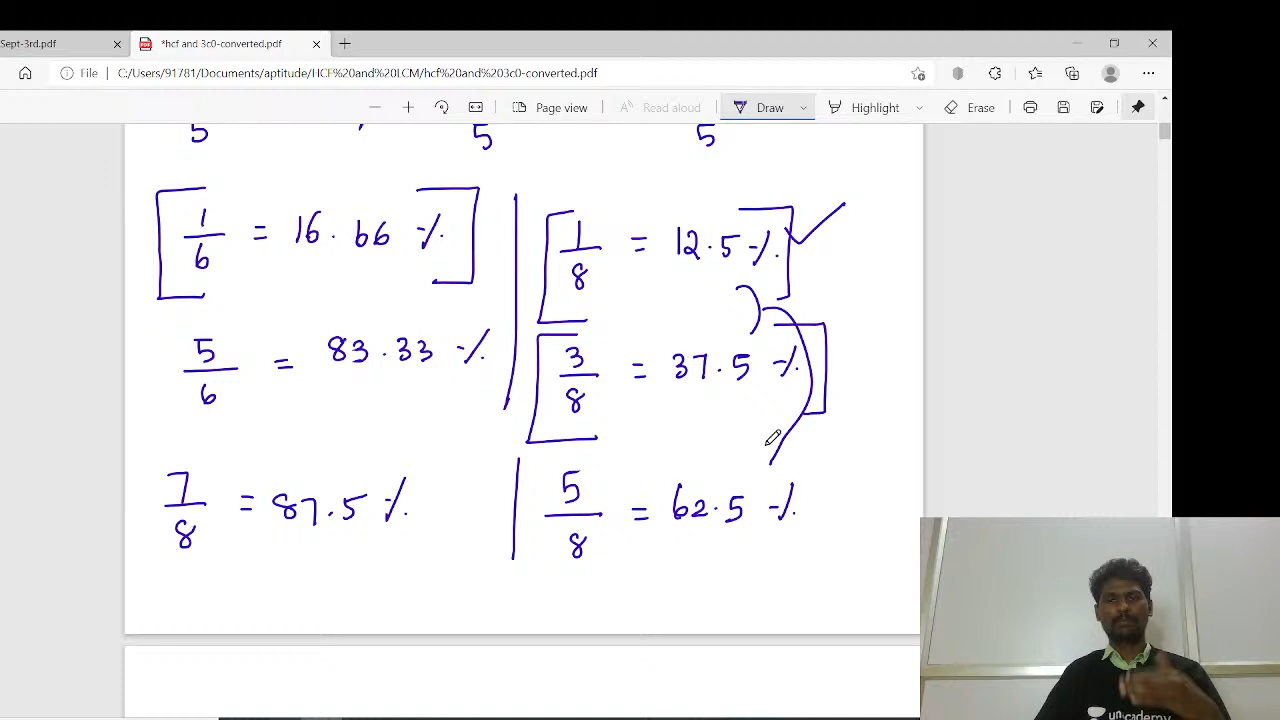 Sept-3rd.pdf *hcf and 3c0-converted.pdf
File C:/Users/91781/Documents/aptitude/HCF%20and%20LCM/hcf%20and%203c0-converted.pdf
Page view Read aloud Draw Highlight Erase
5 5 5
1/6 = 16.66 % 1/8 = 12.5 %
5/6 = 83.33 % 3/8 = 37.5 %
7/8 = 87.5 % 5/8 = 62.5 %
unacademy